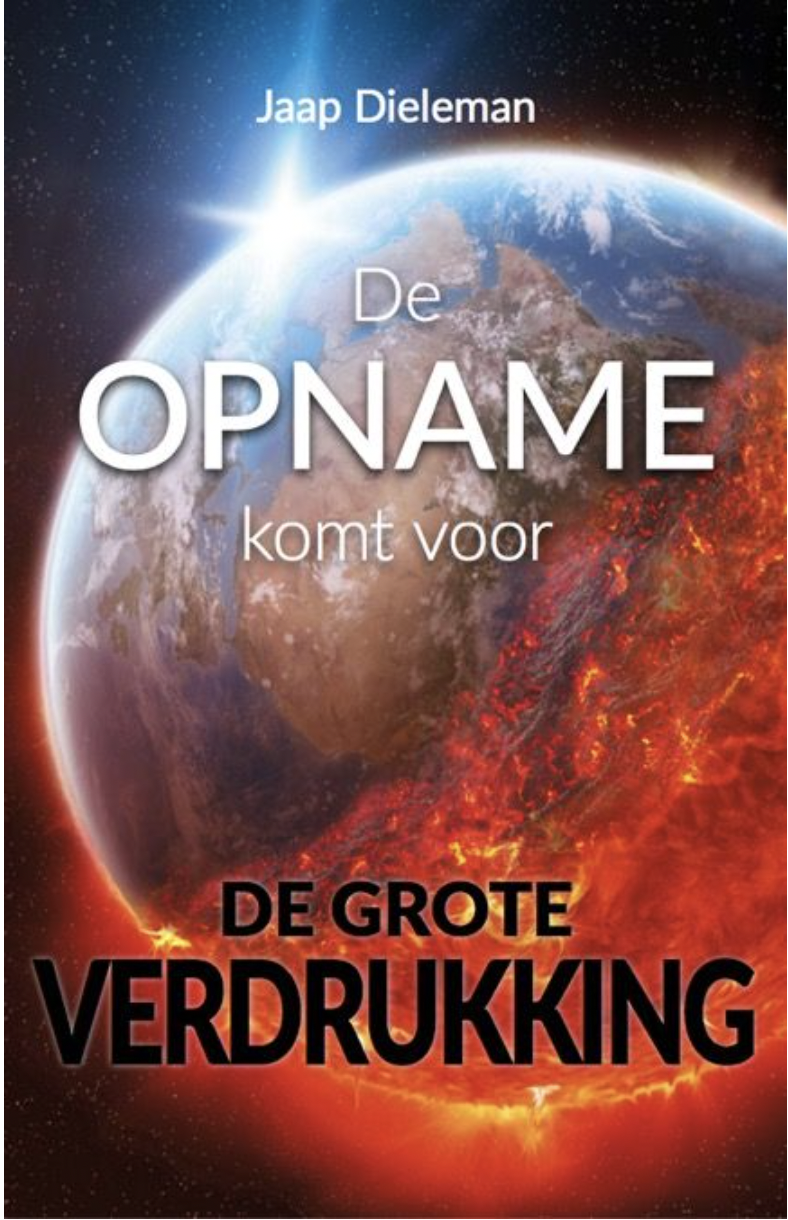 Jaap Dieleman
De
OPNAME
komt voor
DE GROTE
VERDRUKKING